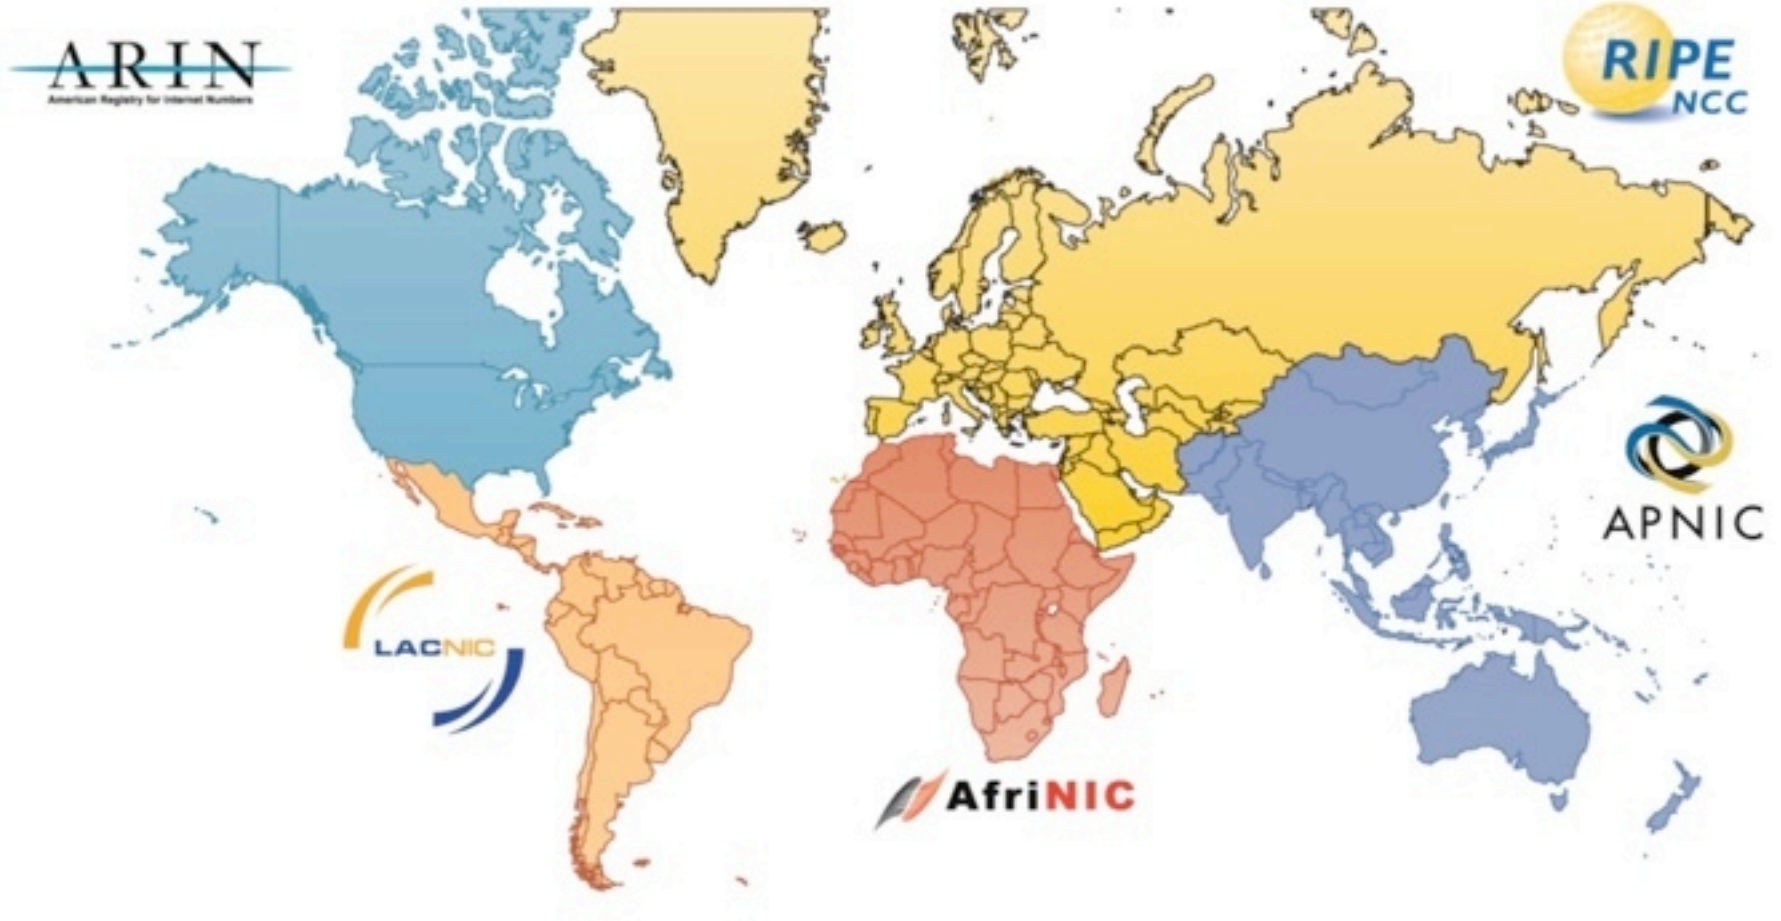 ARIN
American Registry for Internet Numbers
RIPE
NCC
APNIC
LACNIC
AfriNIC